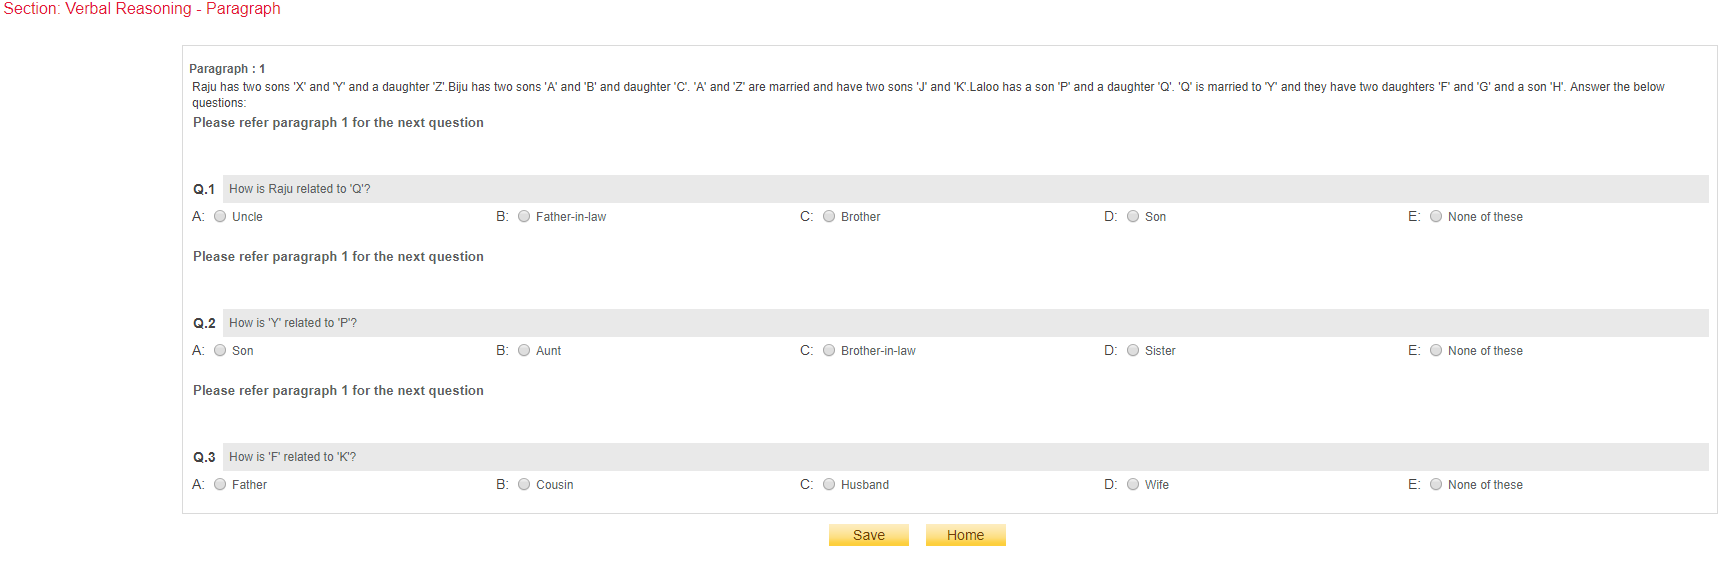 Section: Verbal Reasoning - Paragraph
Paragraph : 1
Raju has two sons 'X' and 'Y' and a daughter 'Z'.Biju has two sons 'A' and 'B' and daughter 'C'. 'A' and 'Z' are married and have two sons 'J' and 'K'.Laloo has a son 'P' and a daughter 'Q'. 'Q' is married to 'Y' and they have two daughters 'F' and 'G' and a son 'H'. Answer the below
questions:
Please refer paragraph 1 for the next question
Q.1 How is Raju related to 'Q'?
A: Uncle B: Father-in-law C: Brother D: Son E: None of these
Please refer paragraph 1 for the next question
Q.2 How is 'Y' related to 'P'?
A: Son B: Aunt C: Brother-in-law D: Sister E: None of these
Please refer paragraph 1 for the next question
Q.3 How is 'F' related to 'K'?
A: Father B: Cousin C: Husband D: Wife E: None of these
Save Home